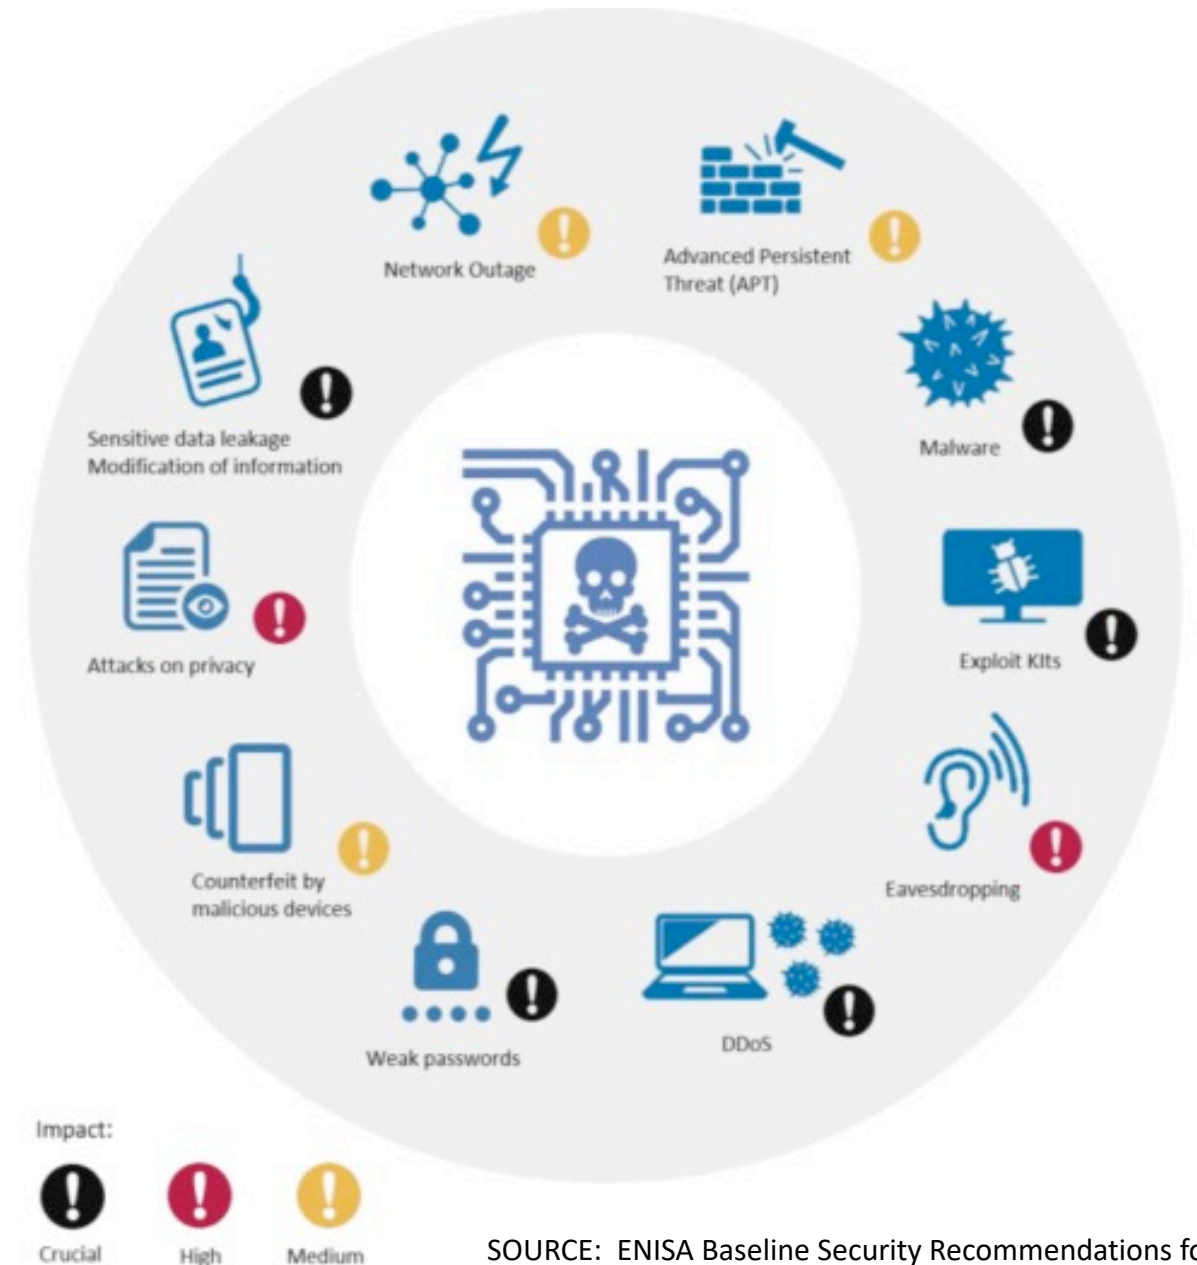 Network Outage
Advanced Persistent
Threat (APT)
Malware
Exploit KIts
Eavesdropping
DDoS
Weak passwords
Counterfeit by
malicious devices
Attacks on privacy
Sensitive data leakage
Modification of information
Impact:
Crucial
High
Medium
SOURCE: ENISA Baseline Security Recommendations